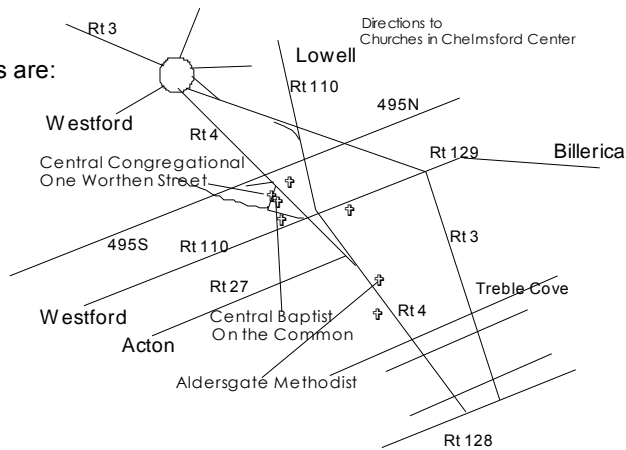 Rt 3
Directions to
Churches in Chelmsford Center
s are:
Lowell
Rt 110
495N
Westford
Rt 4
Rt 129
Billerica
Central Congregational
One Worthen Street
495S
Rt 110
Rt 3
Rt 27
Treble Cove
Westford
Central Baptist
On the Common
Rt 4
Acton
Aldersgate Methodist
Rt 128